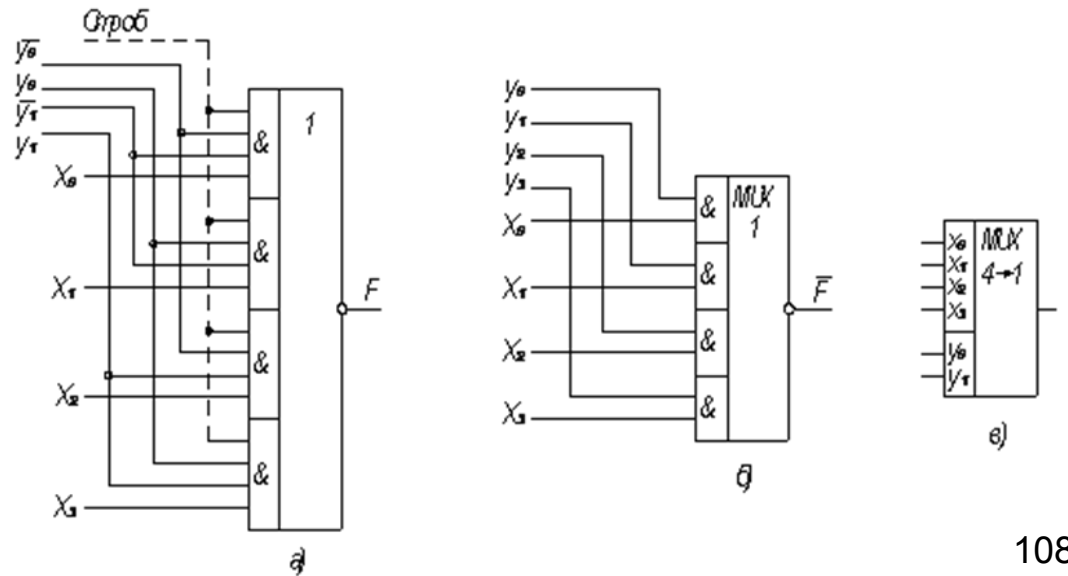 Строб
y̅₀
y₀
y̅₁
y₁
X₀
X₁
X₂
X₃
&
&
&
&
1
F
а)
y₀
y₁
y₂
y₃
X₀
X₁
X₂
X₃
&
&
&
&
MUX
1
F̅
б)
X₀
X₁
X₂
X₃
y₀
y₁
MUX
4→1
в)
108